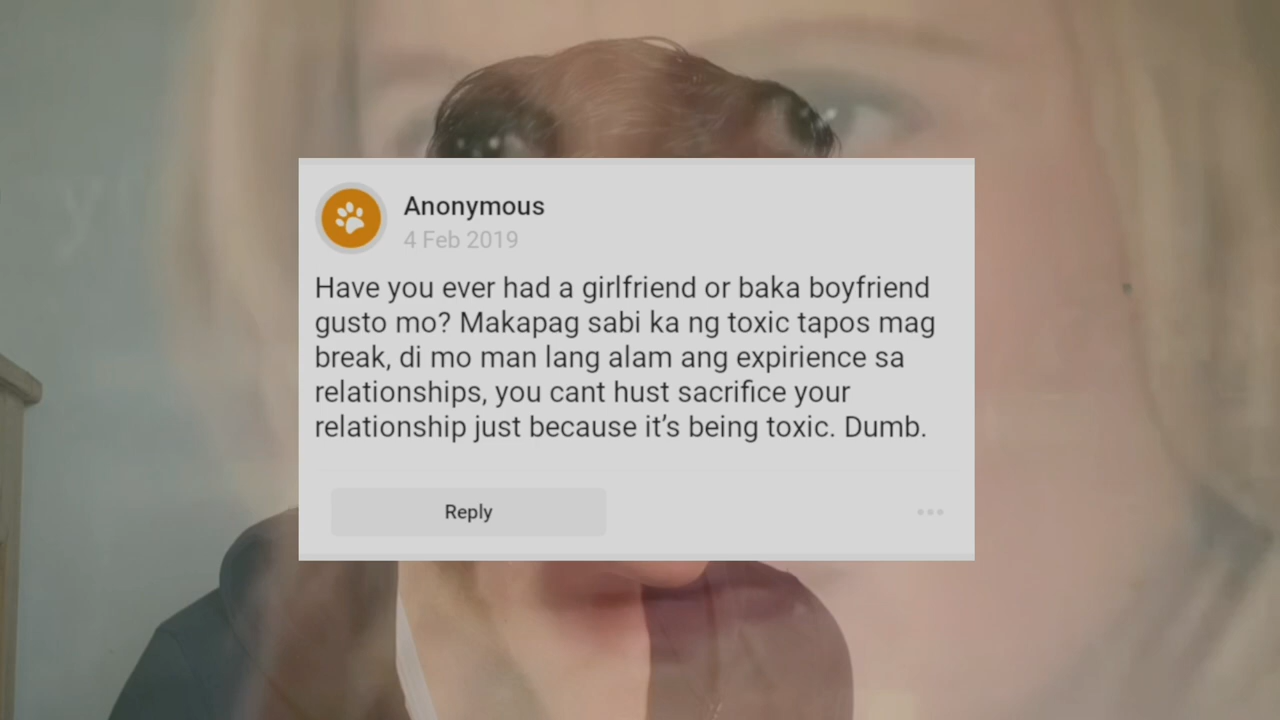 Anonymous
4 Feb 2019
Have you ever had a girlfriend or baka boyfriend
gusto mo? Makapag sabi ka ng toxic tapos mag
break, di mo man lang alam ang expirience sa
relationships, you cant hust sacrifice your
relationship just because it’s being toxic. Dumb.
Reply